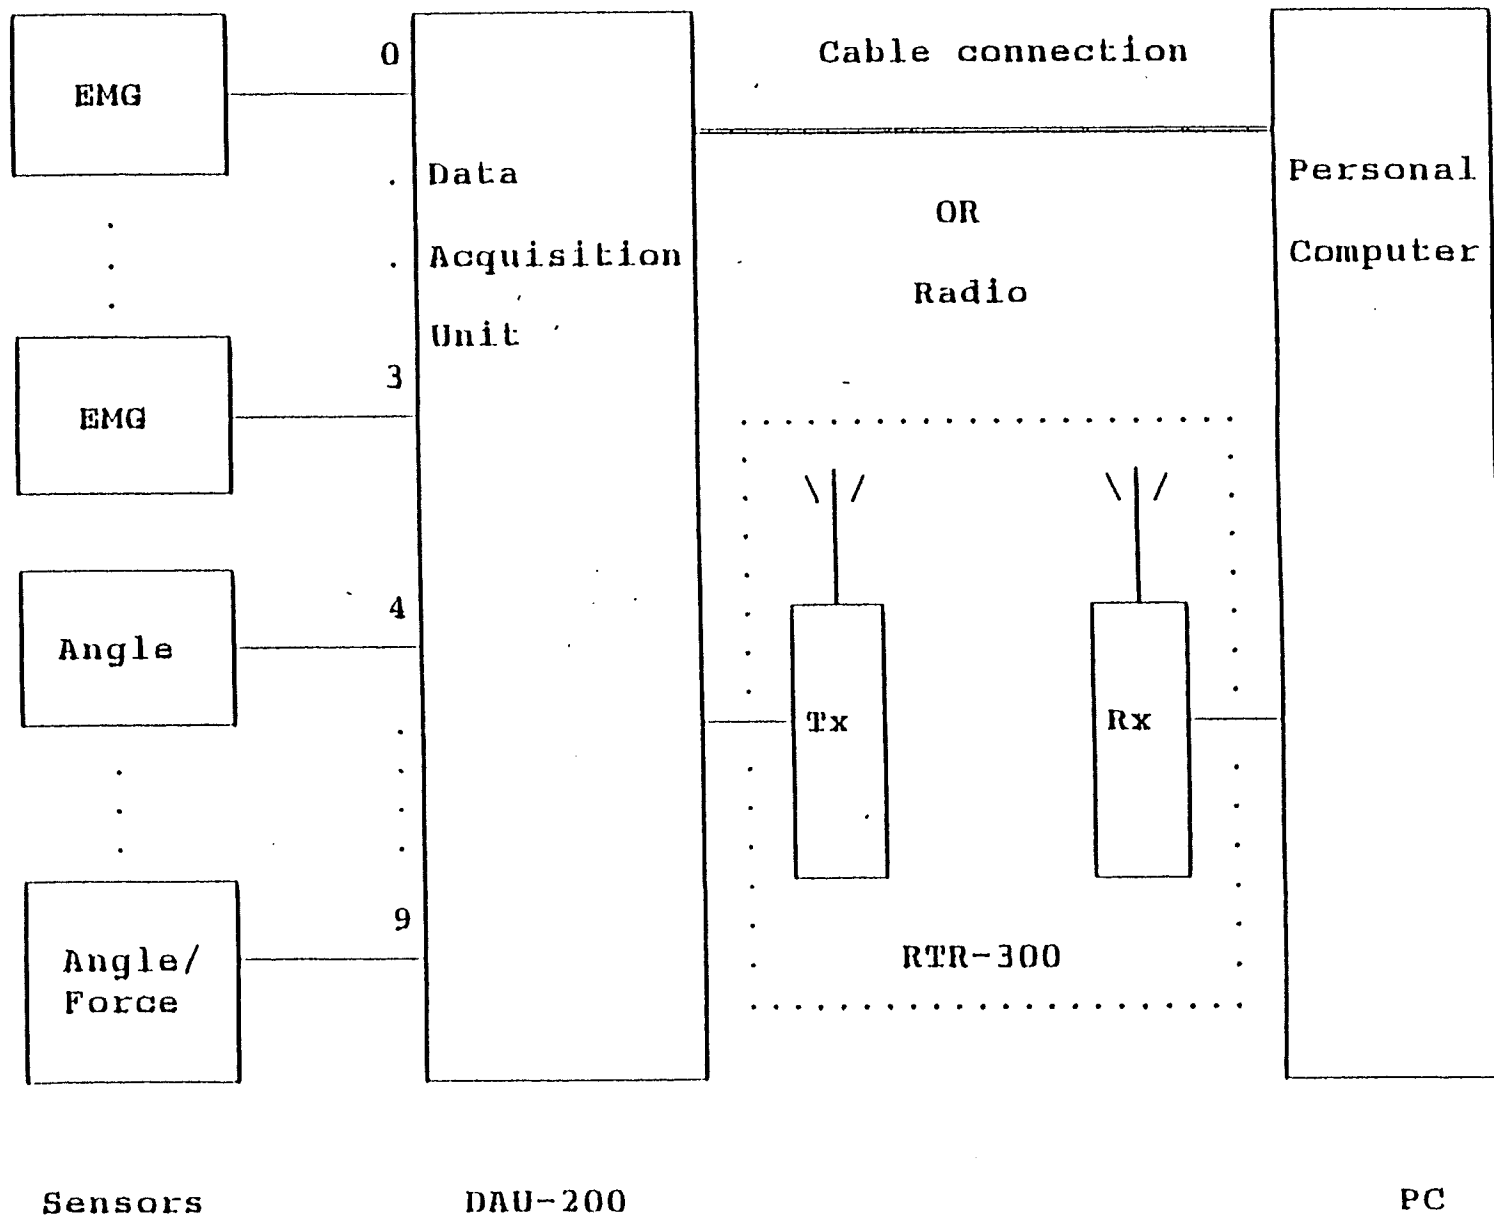 EMG
0
EMG
3
Angle
4
Angle/
Force
9
Data
Acquisition
Unit
Cable connection
OR
Radio
Tx
Rx
RTR-300
Personal
Computer
Sensors
DAU-200
PC